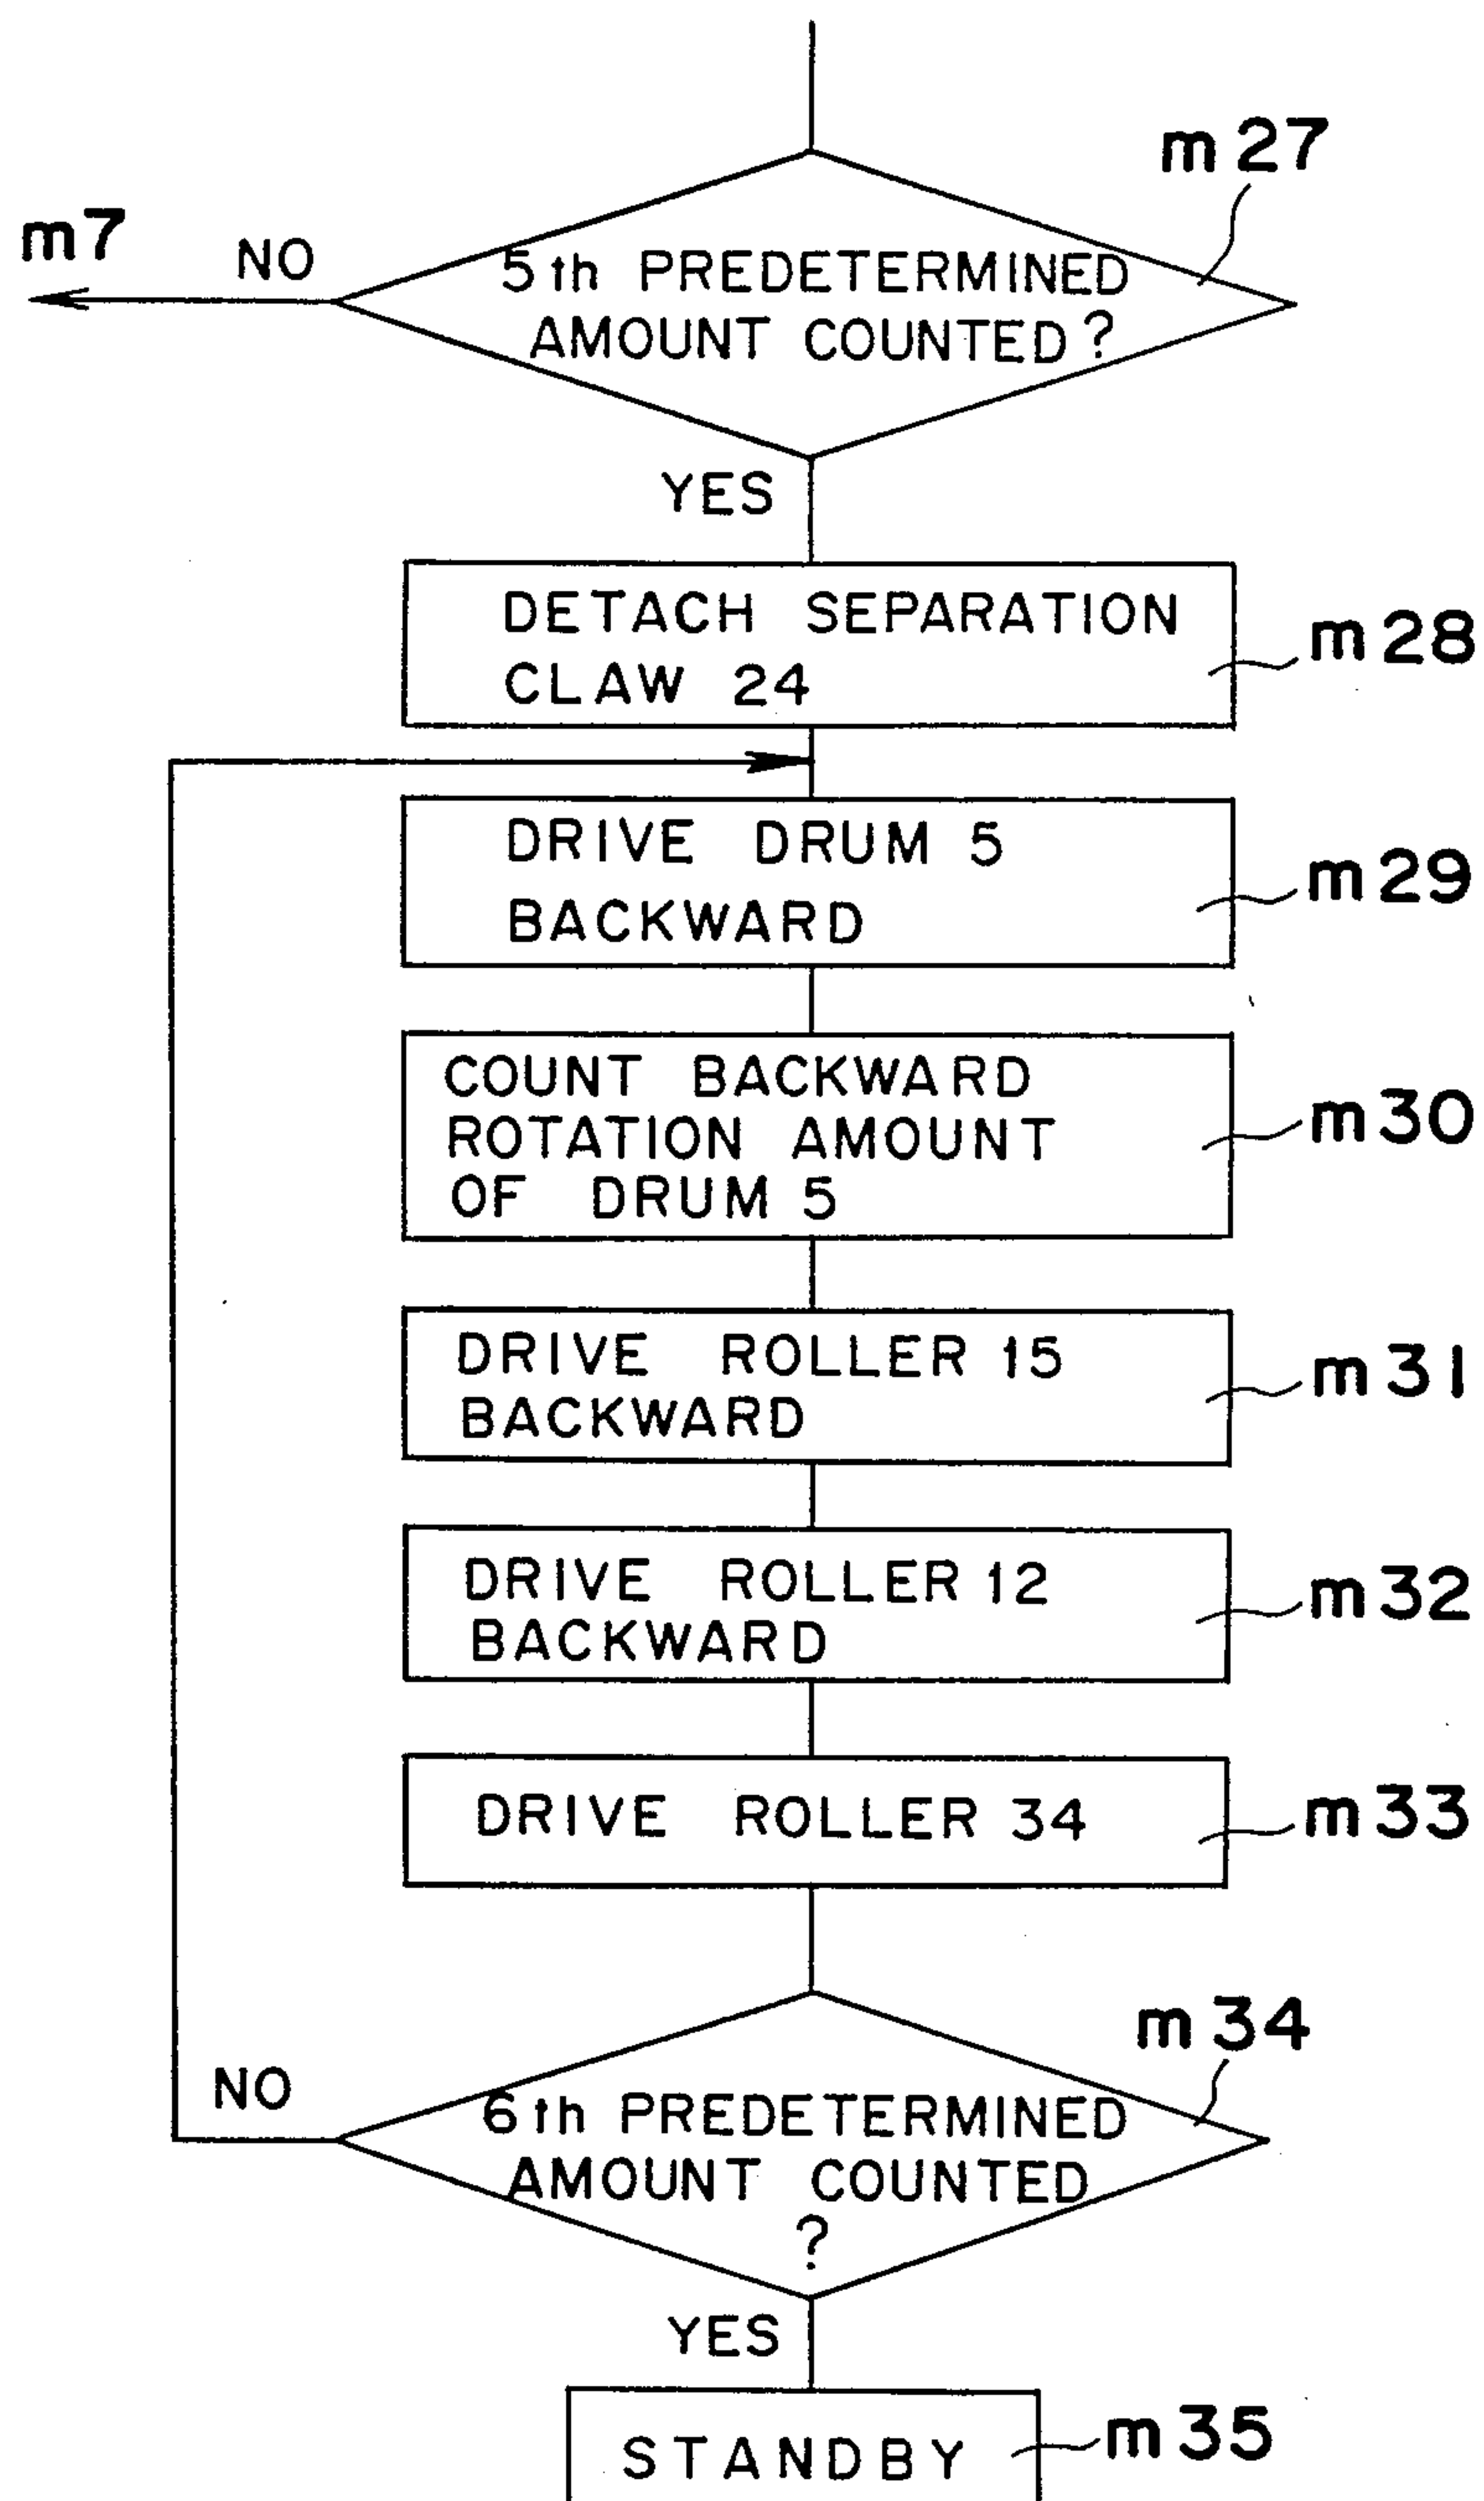 m27
m7
NO
5th PREDETERMINED
AMOUNT COUNTED?
YES
DETACH SEPARATION
CLAW 24
m28
DRIVE DRUM 5
BACKWARD
m29
COUNT BACKWARD
ROTATION AMOUNT
OF DRUM 5
m30
DRIVE ROLLER 15
BACKWARD
m31
DRIVE ROLLER 12
BACKWARD
m32
DRIVE ROLLER 34
m33
m34
NO
6th PREDETERMINED
AMOUNT COUNTED
?
YES
STANDBY
m35